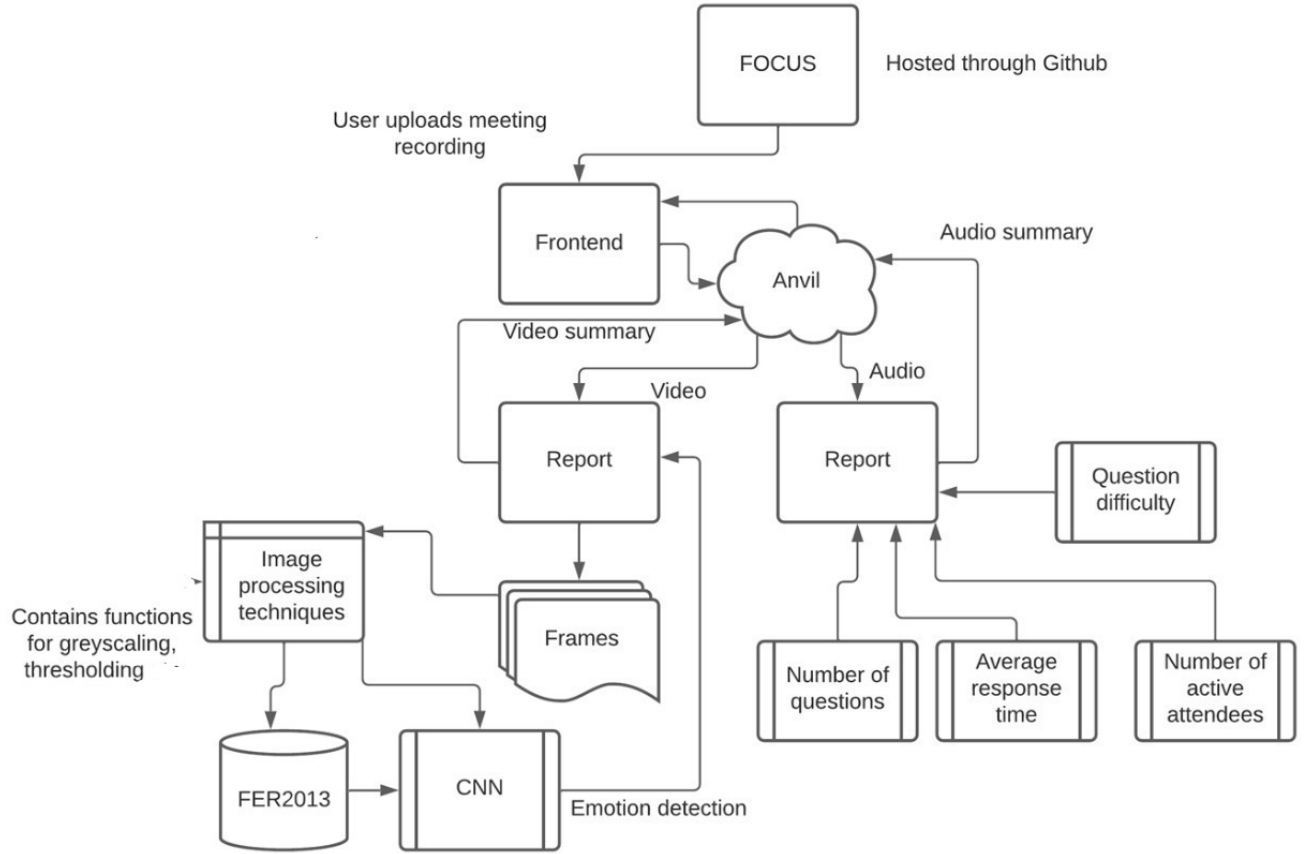 FOCUS
Hosted through Github
User uploads meeting
recording
Frontend
Anvil
Audio summary
Video summary
Audio
Video
Report
Report
Question
difficulty
Image
processing
techniques
Contains functions
for greyscaling,
thresholding
Frames
Number of
questions
Average
response
time
Number of
active
attendees
FER2013
CNN
Emotion detection